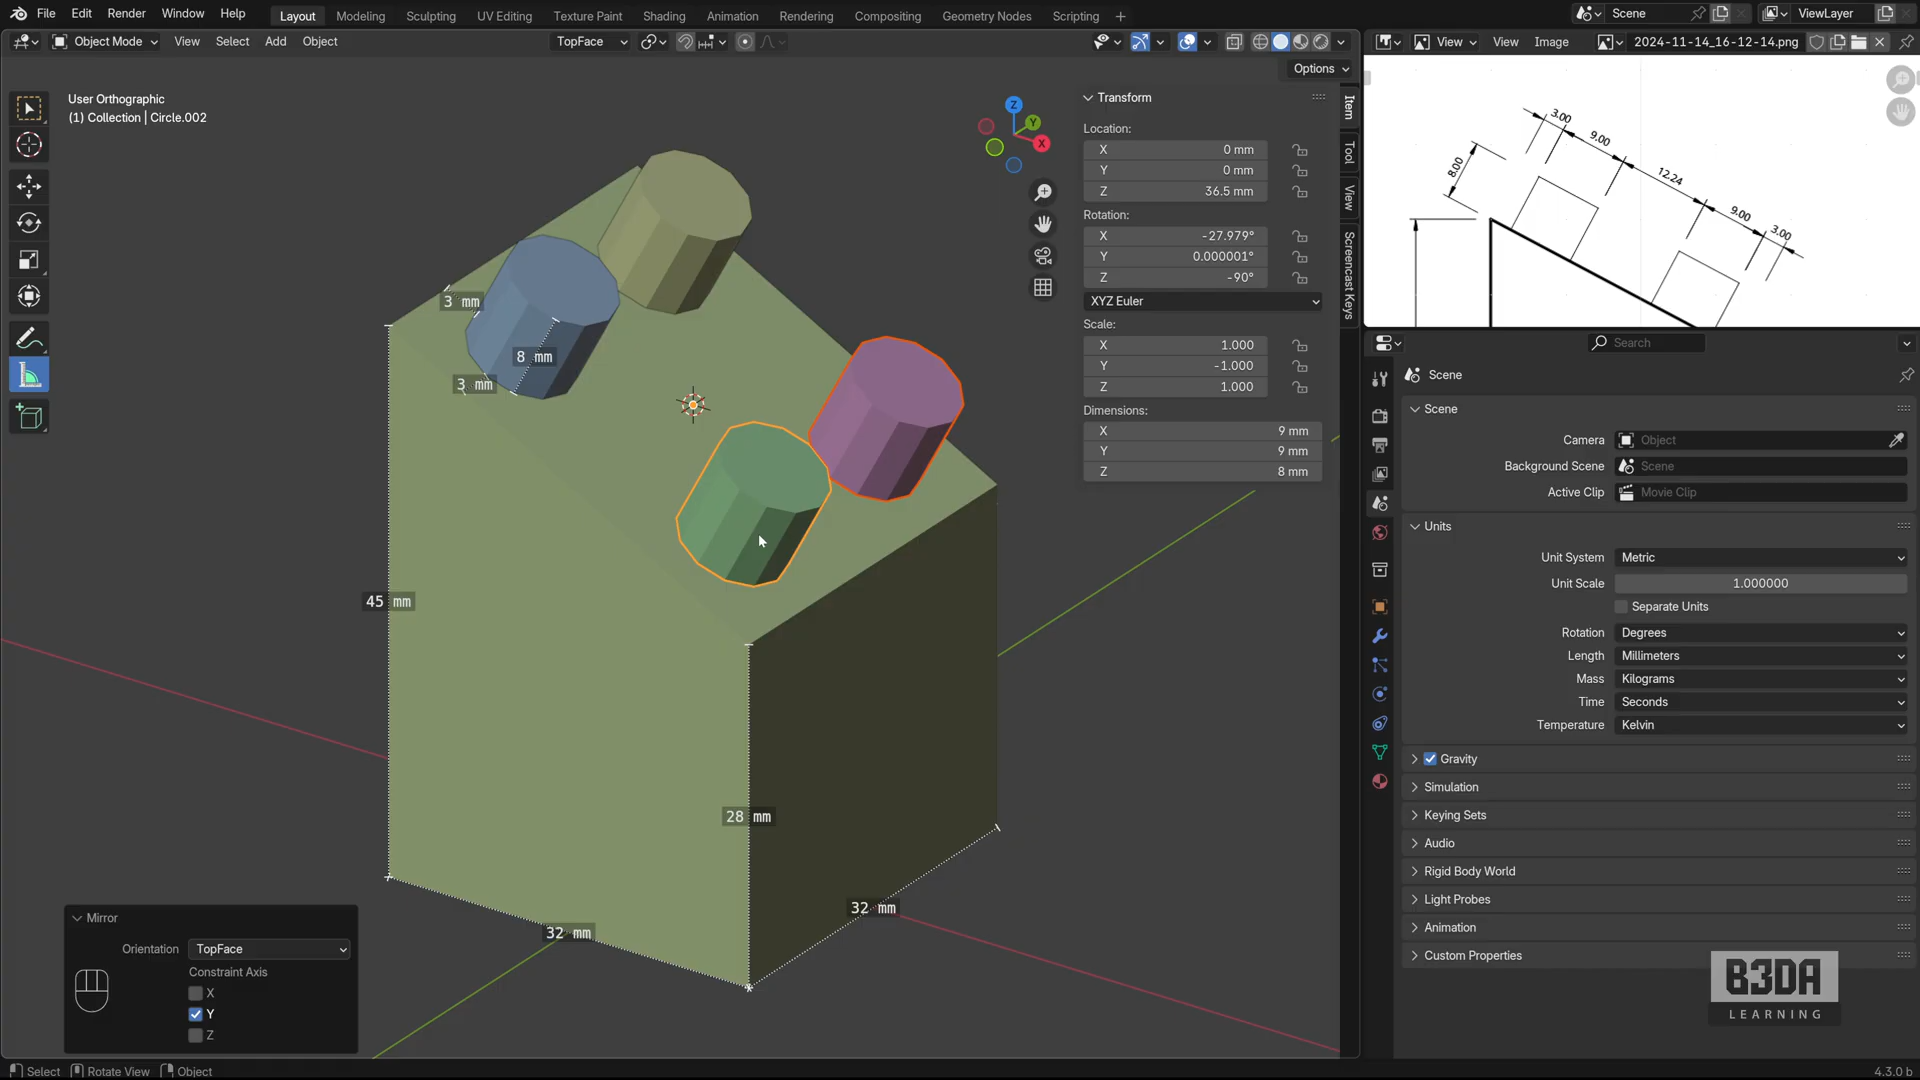 File Edit Render Window Help Layout Modeling Sculpting UV Editing Texture Paint Shading Animation Rendering Compositing Geometry Nodes Scripting Scene ViewLayer
Object Mode View Select Add Object TopFace View View Image 2024-11-14_16-12-14.png
Options
User Orthographic
(1) Collection | Circle.002
Z
Y
X
Transform
Location:
X 0 mm
Y 0 mm
Z 36.5 mm
Rotation:
X -27.979°
Y 0.000001°
Z -90°
XYZ Euler
Scale:
X 1.000
Y -1.000
Z 1.000
Dimensions:
X 9 mm
Y 9 mm
Z 8 mm
Item
Tool
View
Screencast Keys
3.00
9.00
8.00
12.24
9.00
3.00
3 mm
8 mm
3 mm
45 mm
28 mm
32 mm
32 mm
Mirror
Orientation TopFace
Constraint Axis
X
Y
Z
Search
Scene
Scene
Camera Object
Background Scene Scene
Active Clip Movie Clip
Units
Unit System Metric
Unit Scale 1.000000
Separate Units
Rotation Degrees
Length Millimeters
Mass Kilograms
Time Seconds
Temperature Kelvin
Gravity
Simulation
Keying Sets
Audio
Rigid Body World
Light Probes
Animation
Custom Properties
B3DA
LEARNING
Select Rotate View Object 4.3.0 b